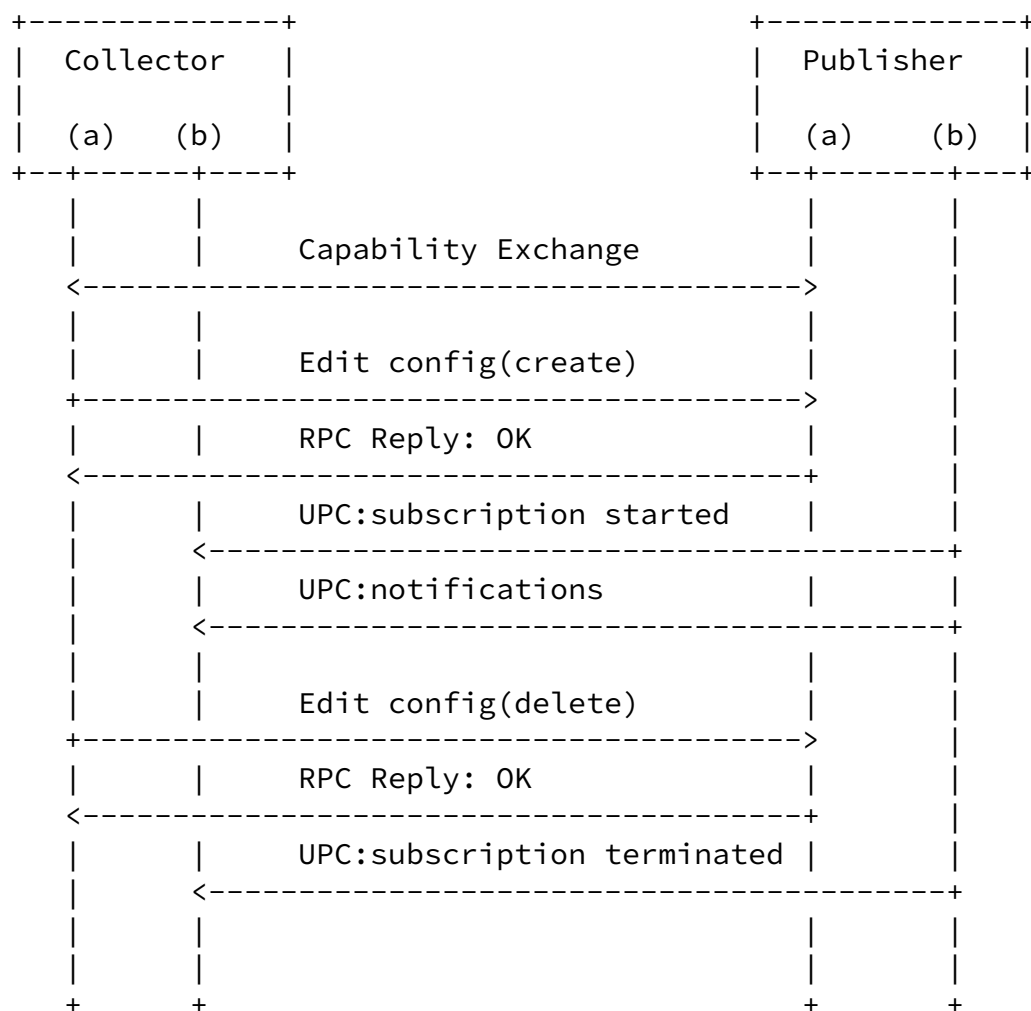 Collector Publisher
(a) (b) (a) (b)
Capability Exchange
Edit config(create)
RPC Reply: OK
UPC:subscription started
UPC:notifications
Edit config(delete)
RPC Reply: OK
UPC:subscription terminated